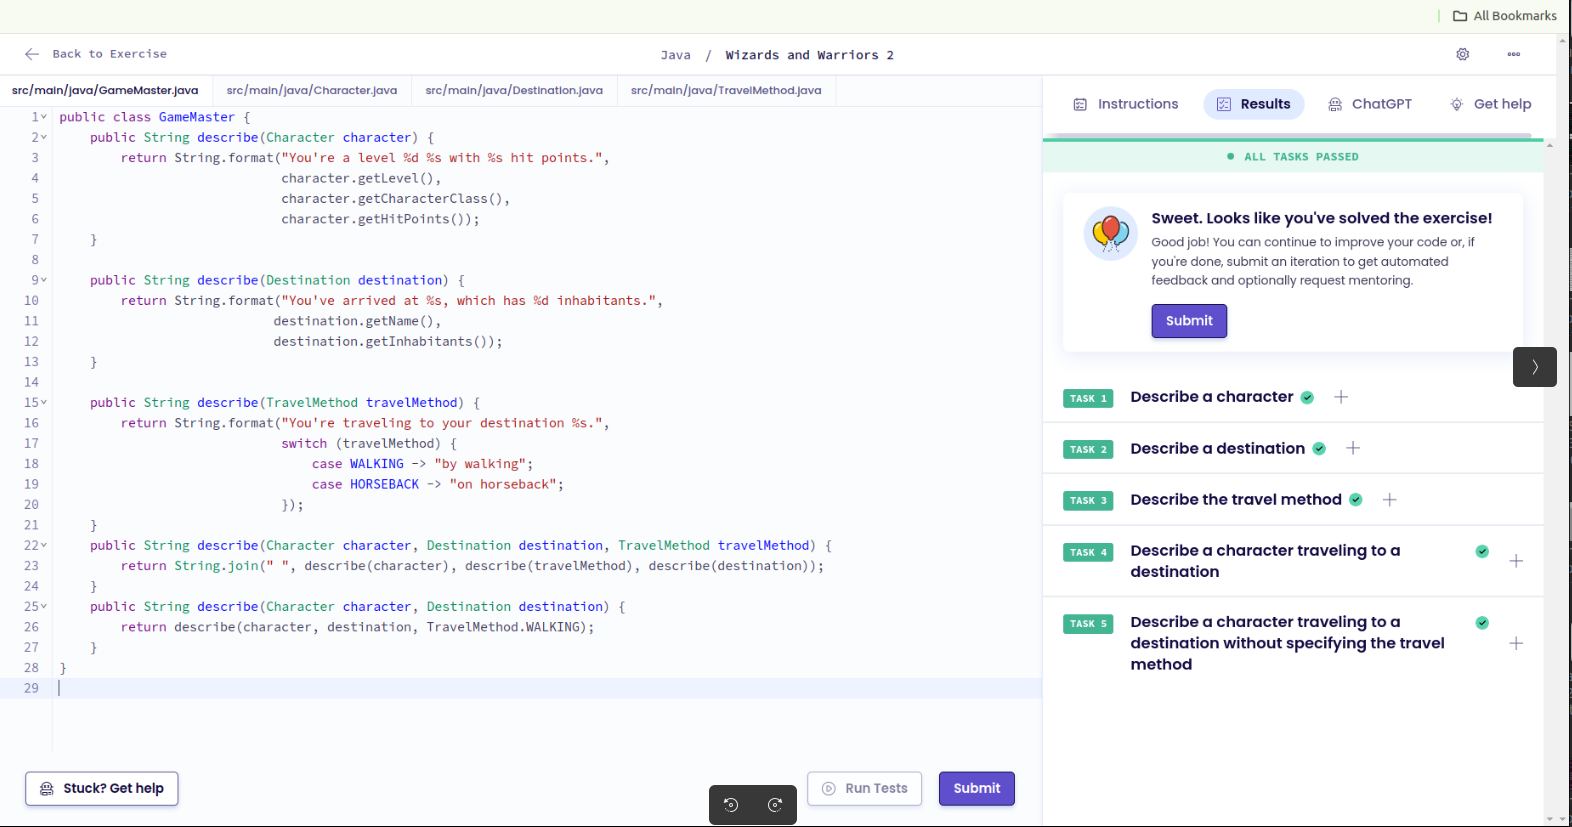 All Bookmarks
Back to Exercise
Java / Wizards and Warriors 2
src/main/java/GameMaster.java src/main/java/Character.java src/main/java/Destination.java src/main/java/TravelMethod.java
1 public class GameMaster {
2 public String describe(Character character) {
3 return String.format("You're a level %d %s with %s hit points.",
4 character.getLevel(),
5 character.getCharacterClass(),
6 character.getHitPoints());
7 }
8
9 public String describe(Destination destination) {
10 return String.format("You've arrived at %s, which has %d inhabitants.",
11 destination.getName(),
12 destination.getInhabitants());
13 }
14
15 public String describe(TravelMethod travelMethod) {
16 return String.format("You're traveling to your destination %s.",
17 switch (travelMethod) {
18 case WALKING -> "by walking";
19 case HORSEBACK -> "on horseback";
20 });
21 }
22 public String describe(Character character, Destination destination, TravelMethod travelMethod) {
23 return String.join(" ", describe(character), describe(travelMethod), describe(destination));
24 }
25 public String describe(Character character, Destination destination) {
26 return describe(character, destination, TravelMethod.WALKING);
27 }
28 }
29
Stuck? Get help
Run Tests
Submit
Instructions Results ChatGPT Get help
ALL TASKS PASSED
Sweet. Looks like you've solved the exercise!
Good job! You can continue to improve your code or, if
you're done, submit an iteration to get automated
feedback and optionally request mentoring.
Submit
TASK 1 Describe a character
TASK 2 Describe a destination
TASK 3 Describe the travel method
TASK 4 Describe a character traveling to a
destination
TASK 5 Describe a character traveling to a
destination without specifying the travel
method